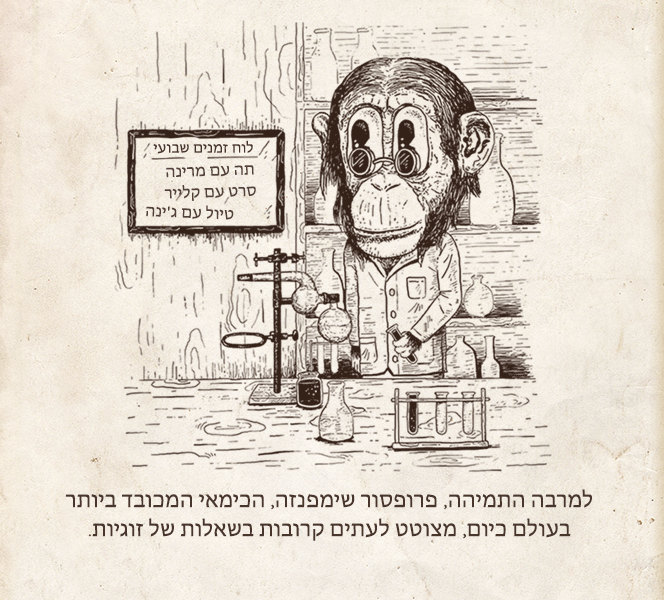 לוח זמנים שבועי
תה עם מרינה
סרט עם קלייר
טיול עם ג'ינה
למרבה התמיהה, פרופסור שימפנזה, הכימאי המכובד ביותר
בעולם כיום, מצוטט לעתים קרובות בשאלות של זוגיות.